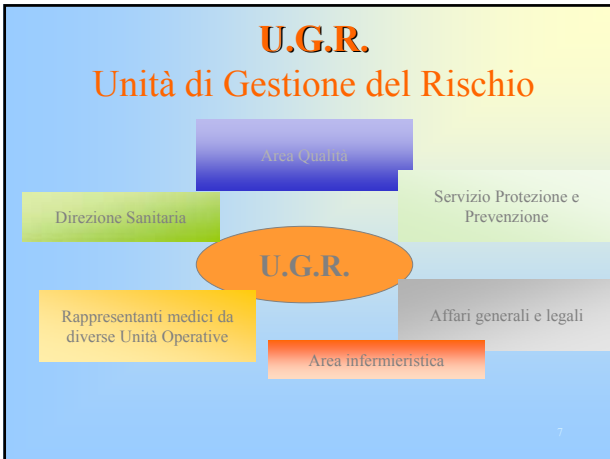 U.G.R.
Unità di Gestione del Rischio
Area Qualità
Direzione Sanitaria
Servizio Protezione e
Prevenzione
U.G.R.
Rappresentanti medici da
diverse Unità Operative
Affari generali e legali
Area infermieristica
7